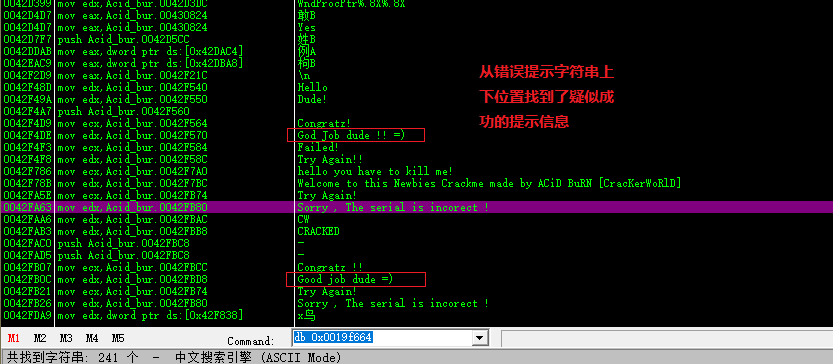 0042D399 mov edx,Acid_bur.0042D3DC WndProcPtr%.8X%.8X
0042D4D7 mov eax,Acid_bur.00430824 敢B
0042D4E1 mov eax,Acid_bur.00430824 Yes
0042D7F7 push Acid_bur.0042D5CC 姓B
0042DDAB mov eax,dword ptr ds:[0x42DAC4] 例A
0042EAC9 mov eax,dword ptr ds:[0x42DBA8] 柯B
0042F2D9 mov eax,Acid_bur.0042F21C \n
0042F48D mov edx,Acid_bur.0042F540 Hello
0042F49A mov edx,Acid_bur.0042F550 Dude!
0042F4A7 push Acid_bur.0042F560
0042F4D9 mov ecx,Acid_bur.0042F564 Congratz!
0042F4DE mov edx,Acid_bur.0042F570 God Job dude !! =)
0042F4F3 mov ecx,Acid_bur.0042F584 Failed!
0042F4F8 mov edx,Acid_bur.0042F58C Try Again!!
0042F786 mov ecx,Acid_bur.0042F7A0 hello you have to kill me!
0042F78B mov edx,Acid_bur.0042F7BC Welcome to this Newbies Crackme made by ACiD BuRN [CracKerWoRlD]
0042FA5E mov ecx,Acid_bur.0042FB74 Try Again!
0042FA63 mov edx,Acid_bur.0042FB80 Sorry , The serial is incorect !
0042FAA6 mov edx,Acid_bur.0042FBAC CW
0042FAB3 mov edx,Acid_bur.0042FBB8 CRACKED
0042FAC0 push Acid_bur.0042FBC8 -
0042FAD5 push Acid_bur.0042FBC8 -
0042FB07 mov ecx,Acid_bur.0042FBCC Congratz !!
0042FB0C mov edx,Acid_bur.0042FBD8 Good job dude =)
0042FB21 mov ecx,Acid_bur.0042FB74 Try Again!
0042FB26 mov edx,Acid_bur.0042FB80 Sorry , The serial is incorect !
0042FDA9 mov edx,dword ptr ds:[0x42F838] x鸟
从错误提示字符串上
下位置找到了疑似成
功的提示信息
M1 M2 M3 M4 M5 Command: db 0x0019f664
共找到字符串: 241 个 - 中文搜索引擎 (ASCII Mode)